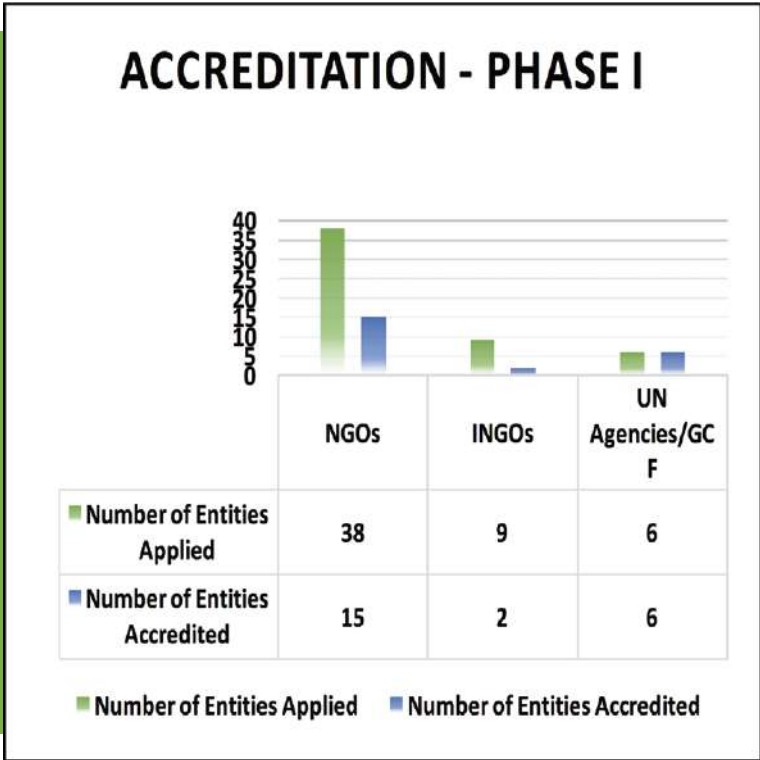 ACCREDITATION - PHASE I
40
35
30
25
20
15
10
5
0
NGOs
INGOs
UN
Agencies/GC
F
Number of Entities
Applied
38
9
6
Number of Entities
Accredited
15
2
6
Number of Entities Applied
Number of Entities Accredited